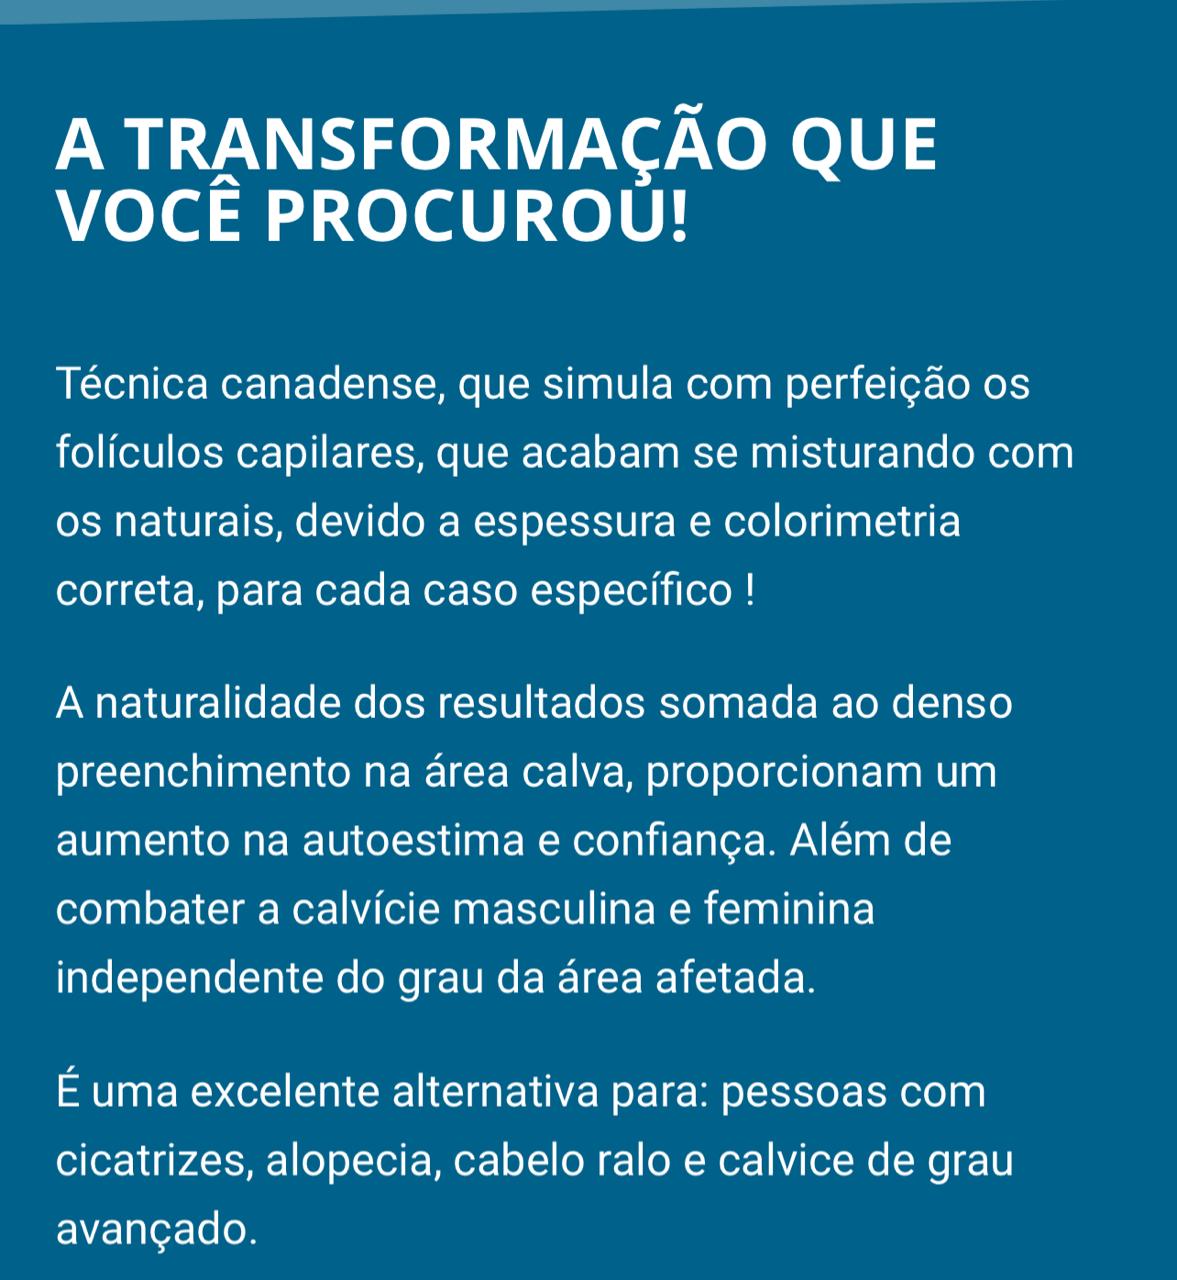 A TRANSFORMAÇÃO QUE
VOCÊ PROCUROU!
Técnica canadense, que simula com perfeição os
folículos capilares, que acabam se misturando com
os naturais, devido a espessura e colorimetria
correta, para cada caso específico !
A naturalidade dos resultados somada ao denso
preenchimento na área calva, proporcionam um
aumento na autoestima e confiança. Além de
combater a calvície masculina e feminina
independente do grau da área afetada.
É uma excelente alternativa para: pessoas com
cicatrizes, alopecia, cabelo ralo e calvice de grau
avançado.